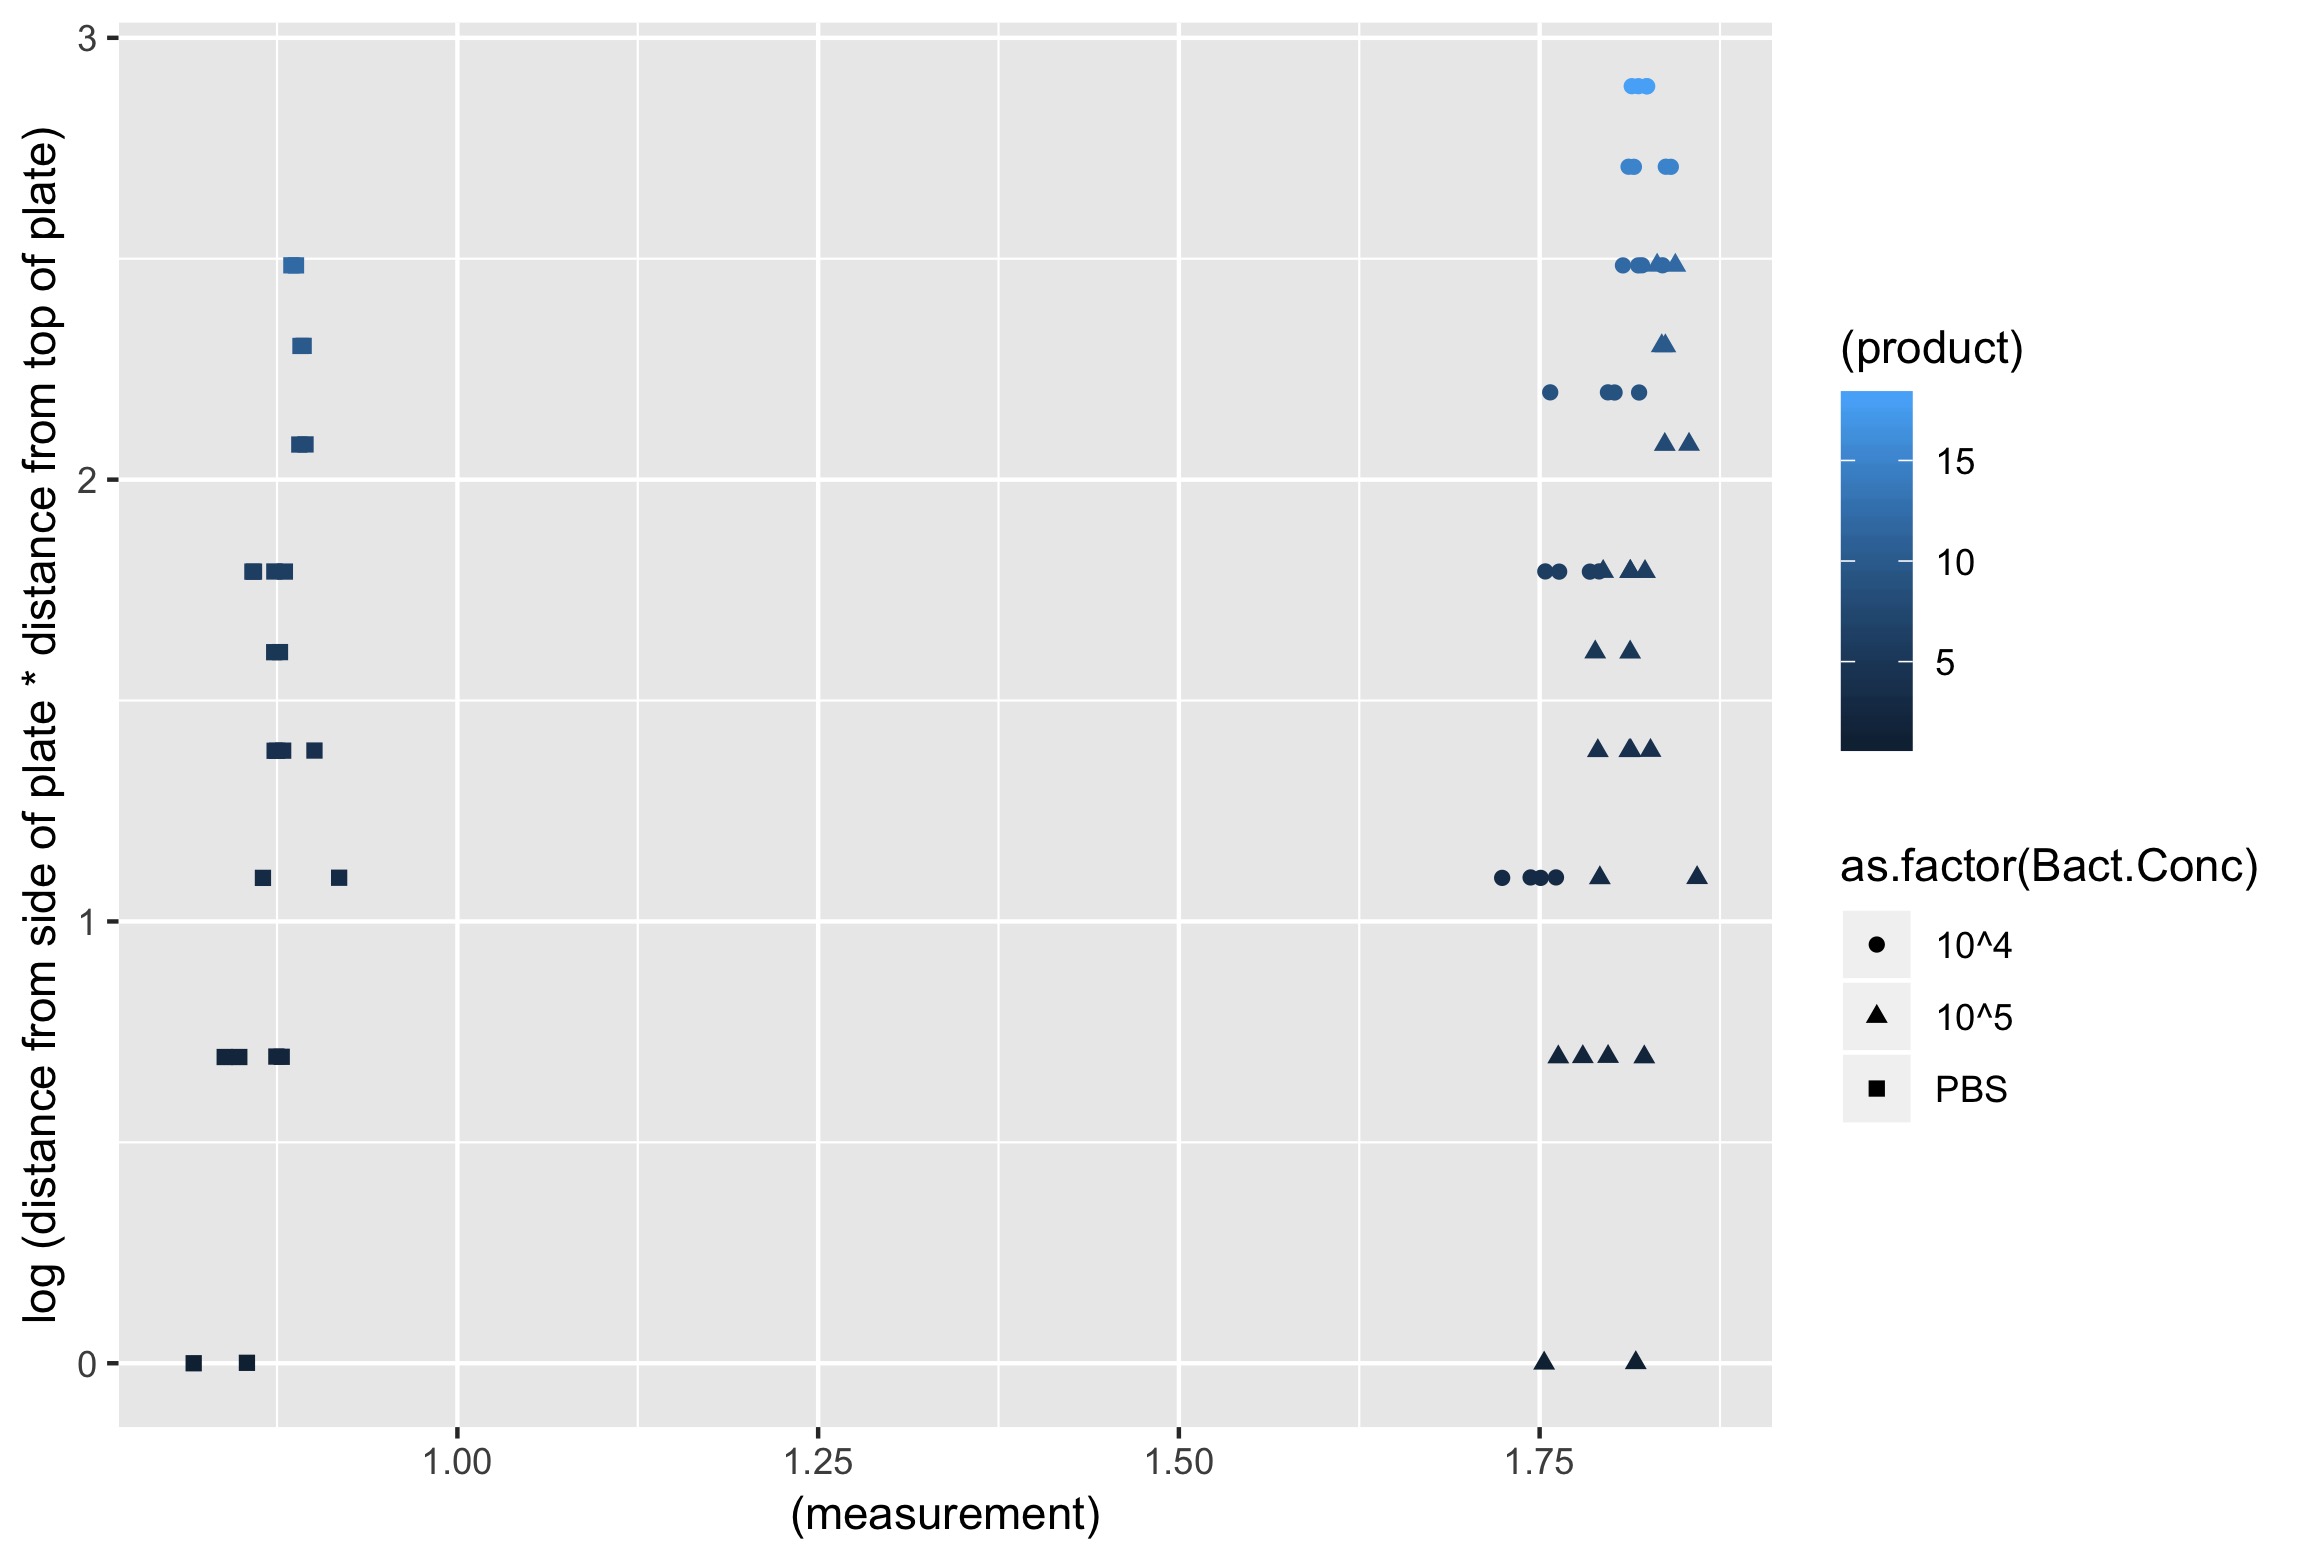 log (distance from side of plate * distance from top of plate)
3
2
1
0
1.00
1.25
1.50
1.75
(measurement)
(product)
15
10
5
as.factor(Bact.Conc)
10^4
10^5
PBS